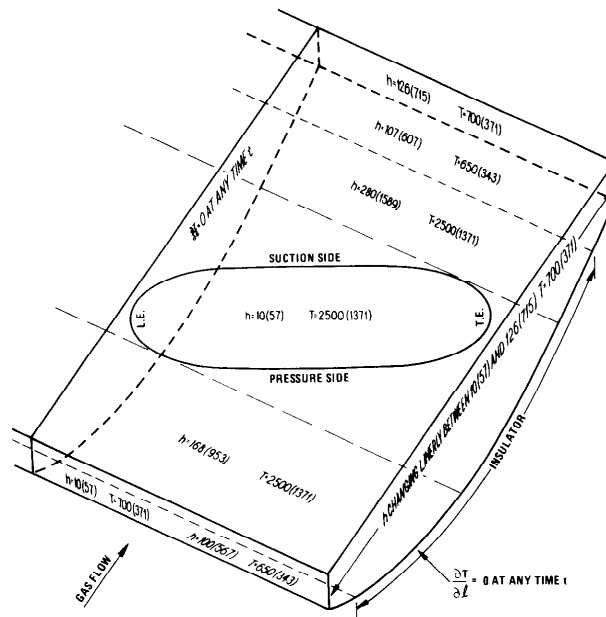 h=126(715) T=700(371)
h=107(607) T=650(343)
h=280(1589) T=2500(1371)
=0 AT ANY TIME t
SUCTION SIDE
L.E.
h=10(57) T=2500(1371)
T.E.
PRESSURE SIDE
h CHANGING LINERLY BETWEEN 10(57) AND 126(715) T=700(371)
INSULATOR
h=168(953) T=2500(1371)
h=10(57) T=700(371)
h=100(567) T=650(343)
GAS FLOW
∂T/∂ℓ = 0 AT ANY TIME t